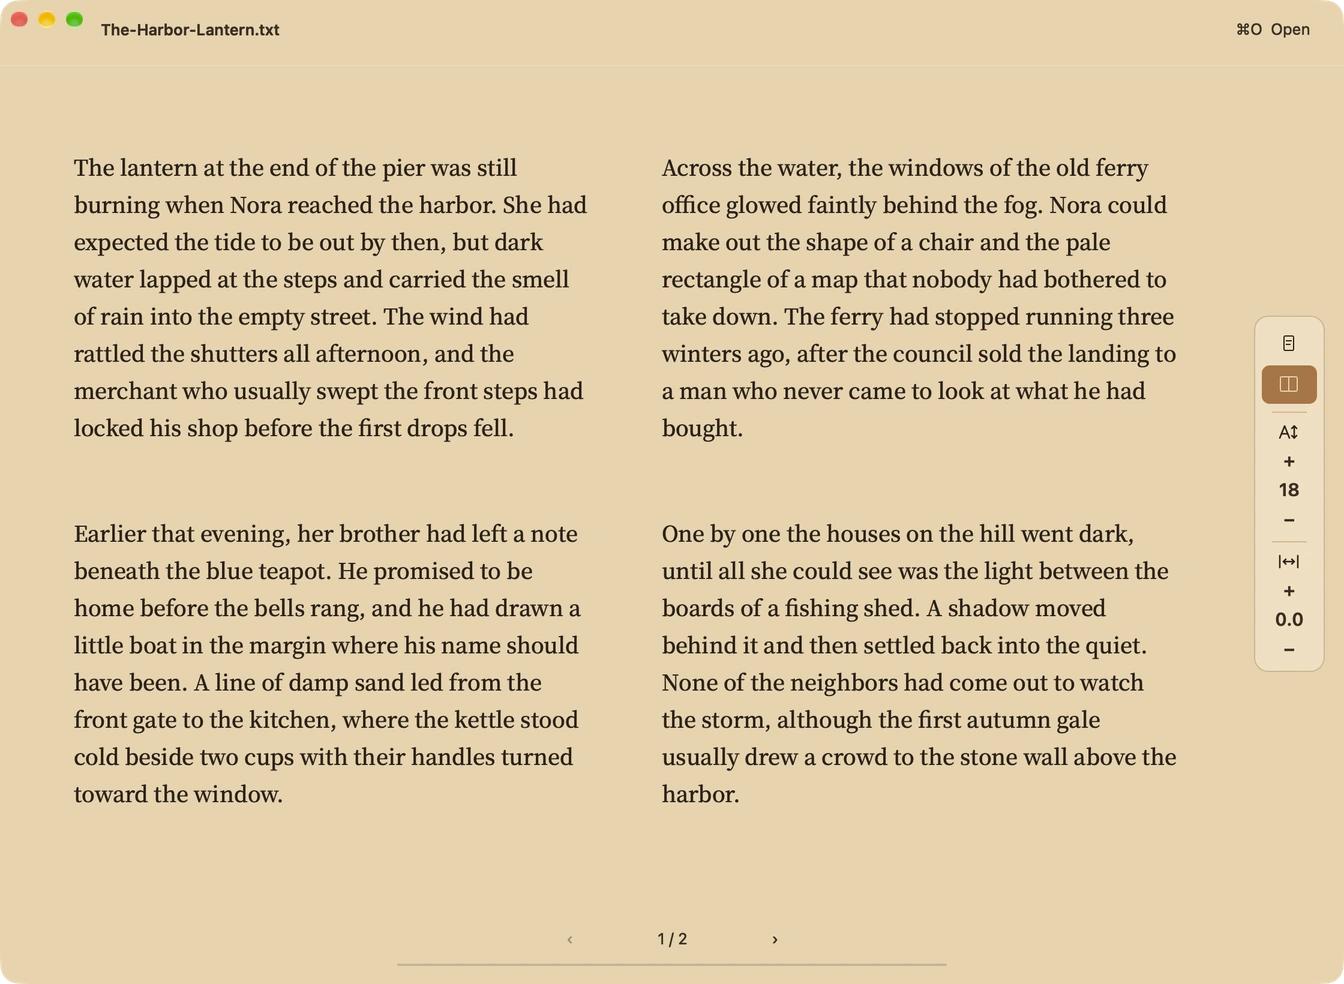 The-Harbor-Lantern.txt
⌘O Open
The lantern at the end of the pier was still
burning when Nora reached the harbor. She had
expected the tide to be out by then, but dark
water lapped at the steps and carried the smell
of rain into the empty street. The wind had
rattled the shutters all afternoon, and the
merchant who usually swept the front steps had
locked his shop before the first drops fell.
Earlier that evening, her brother had left a note
beneath the blue teapot. He promised to be
home before the bells rang, and he had drawn a
little boat in the margin where his name should
have been. A line of damp sand led from the
front gate to the kitchen, where the kettle stood
cold beside two cups with their handles turned
toward the window.
Across the water, the windows of the old ferry
office glowed faintly behind the fog. Nora could
make out the shape of a chair and the pale
rectangle of a map that nobody had bothered to
take down. The ferry had stopped running three
winters ago, after the council sold the landing to
a man who never came to look at what he had
bought.
One by one the houses on the hill went dark,
until all she could see was the light between the
boards of a fishing shed. A shadow moved
behind it and then settled back into the quiet.
None of the neighbors had come out to watch
the storm, although the first autumn gale
usually drew a crowd to the stone wall above the
harbor.
A↕
+
18
−
+
0.0
−
‹ 1 / 2 ›